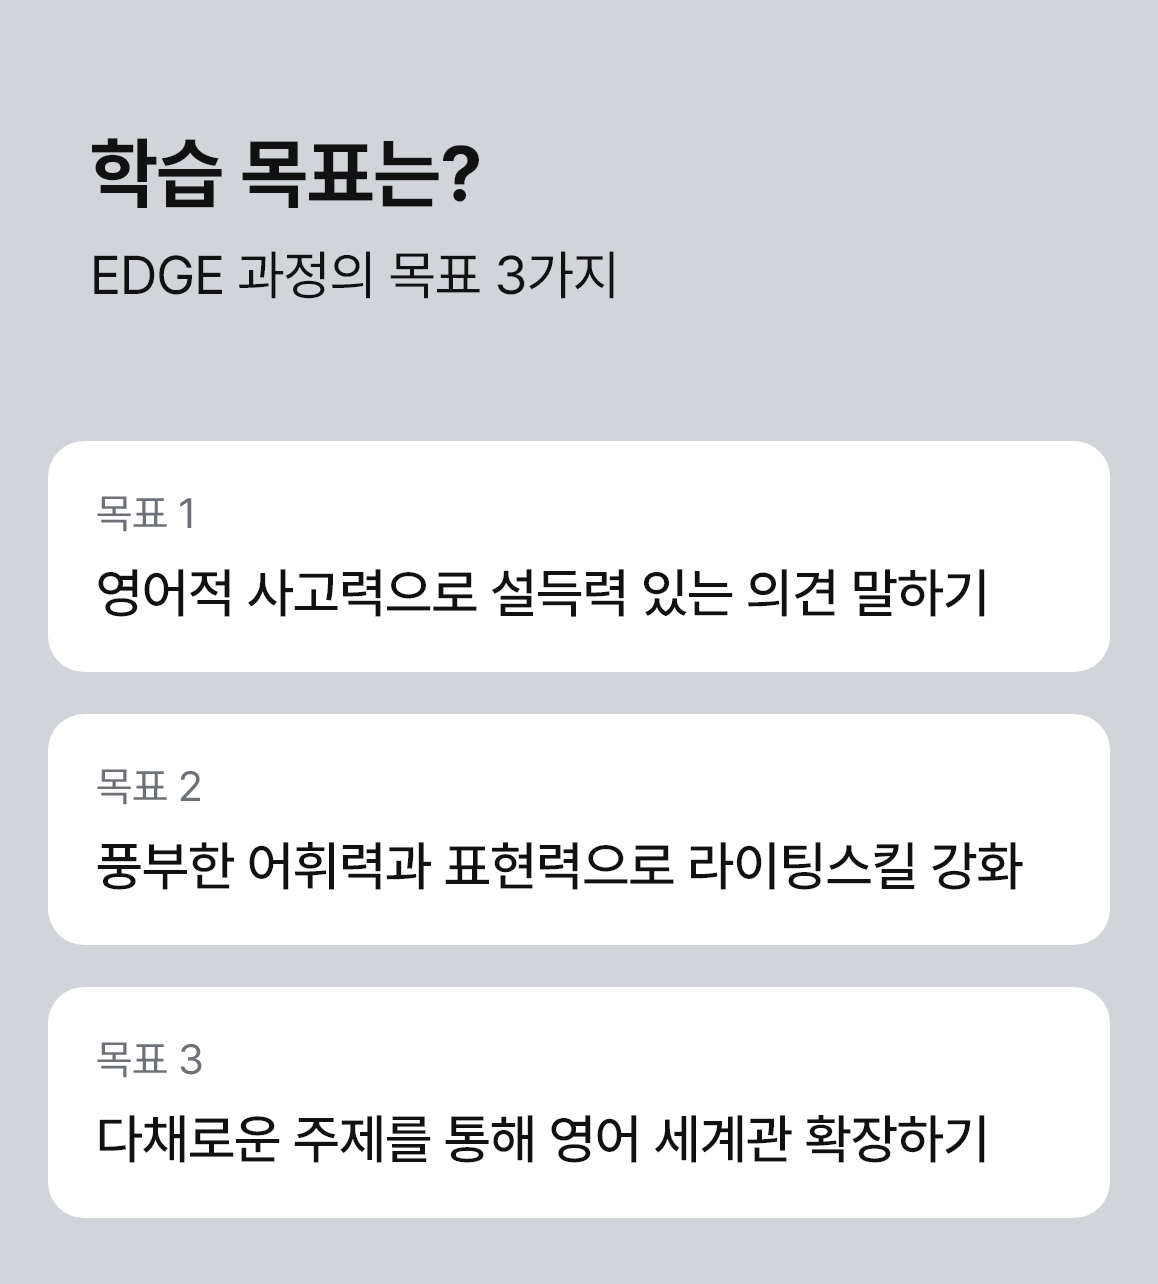 학습 목표는?
EDGE 과정의 목표 3가지
목표 1
영어적 사고력으로 설득력 있는 의견 말하기
목표 2
풍부한 어휘력과 표현력으로 라이팅스킬 강화
목표 3
다채로운 주제를 통해 영어 세계관 확장하기